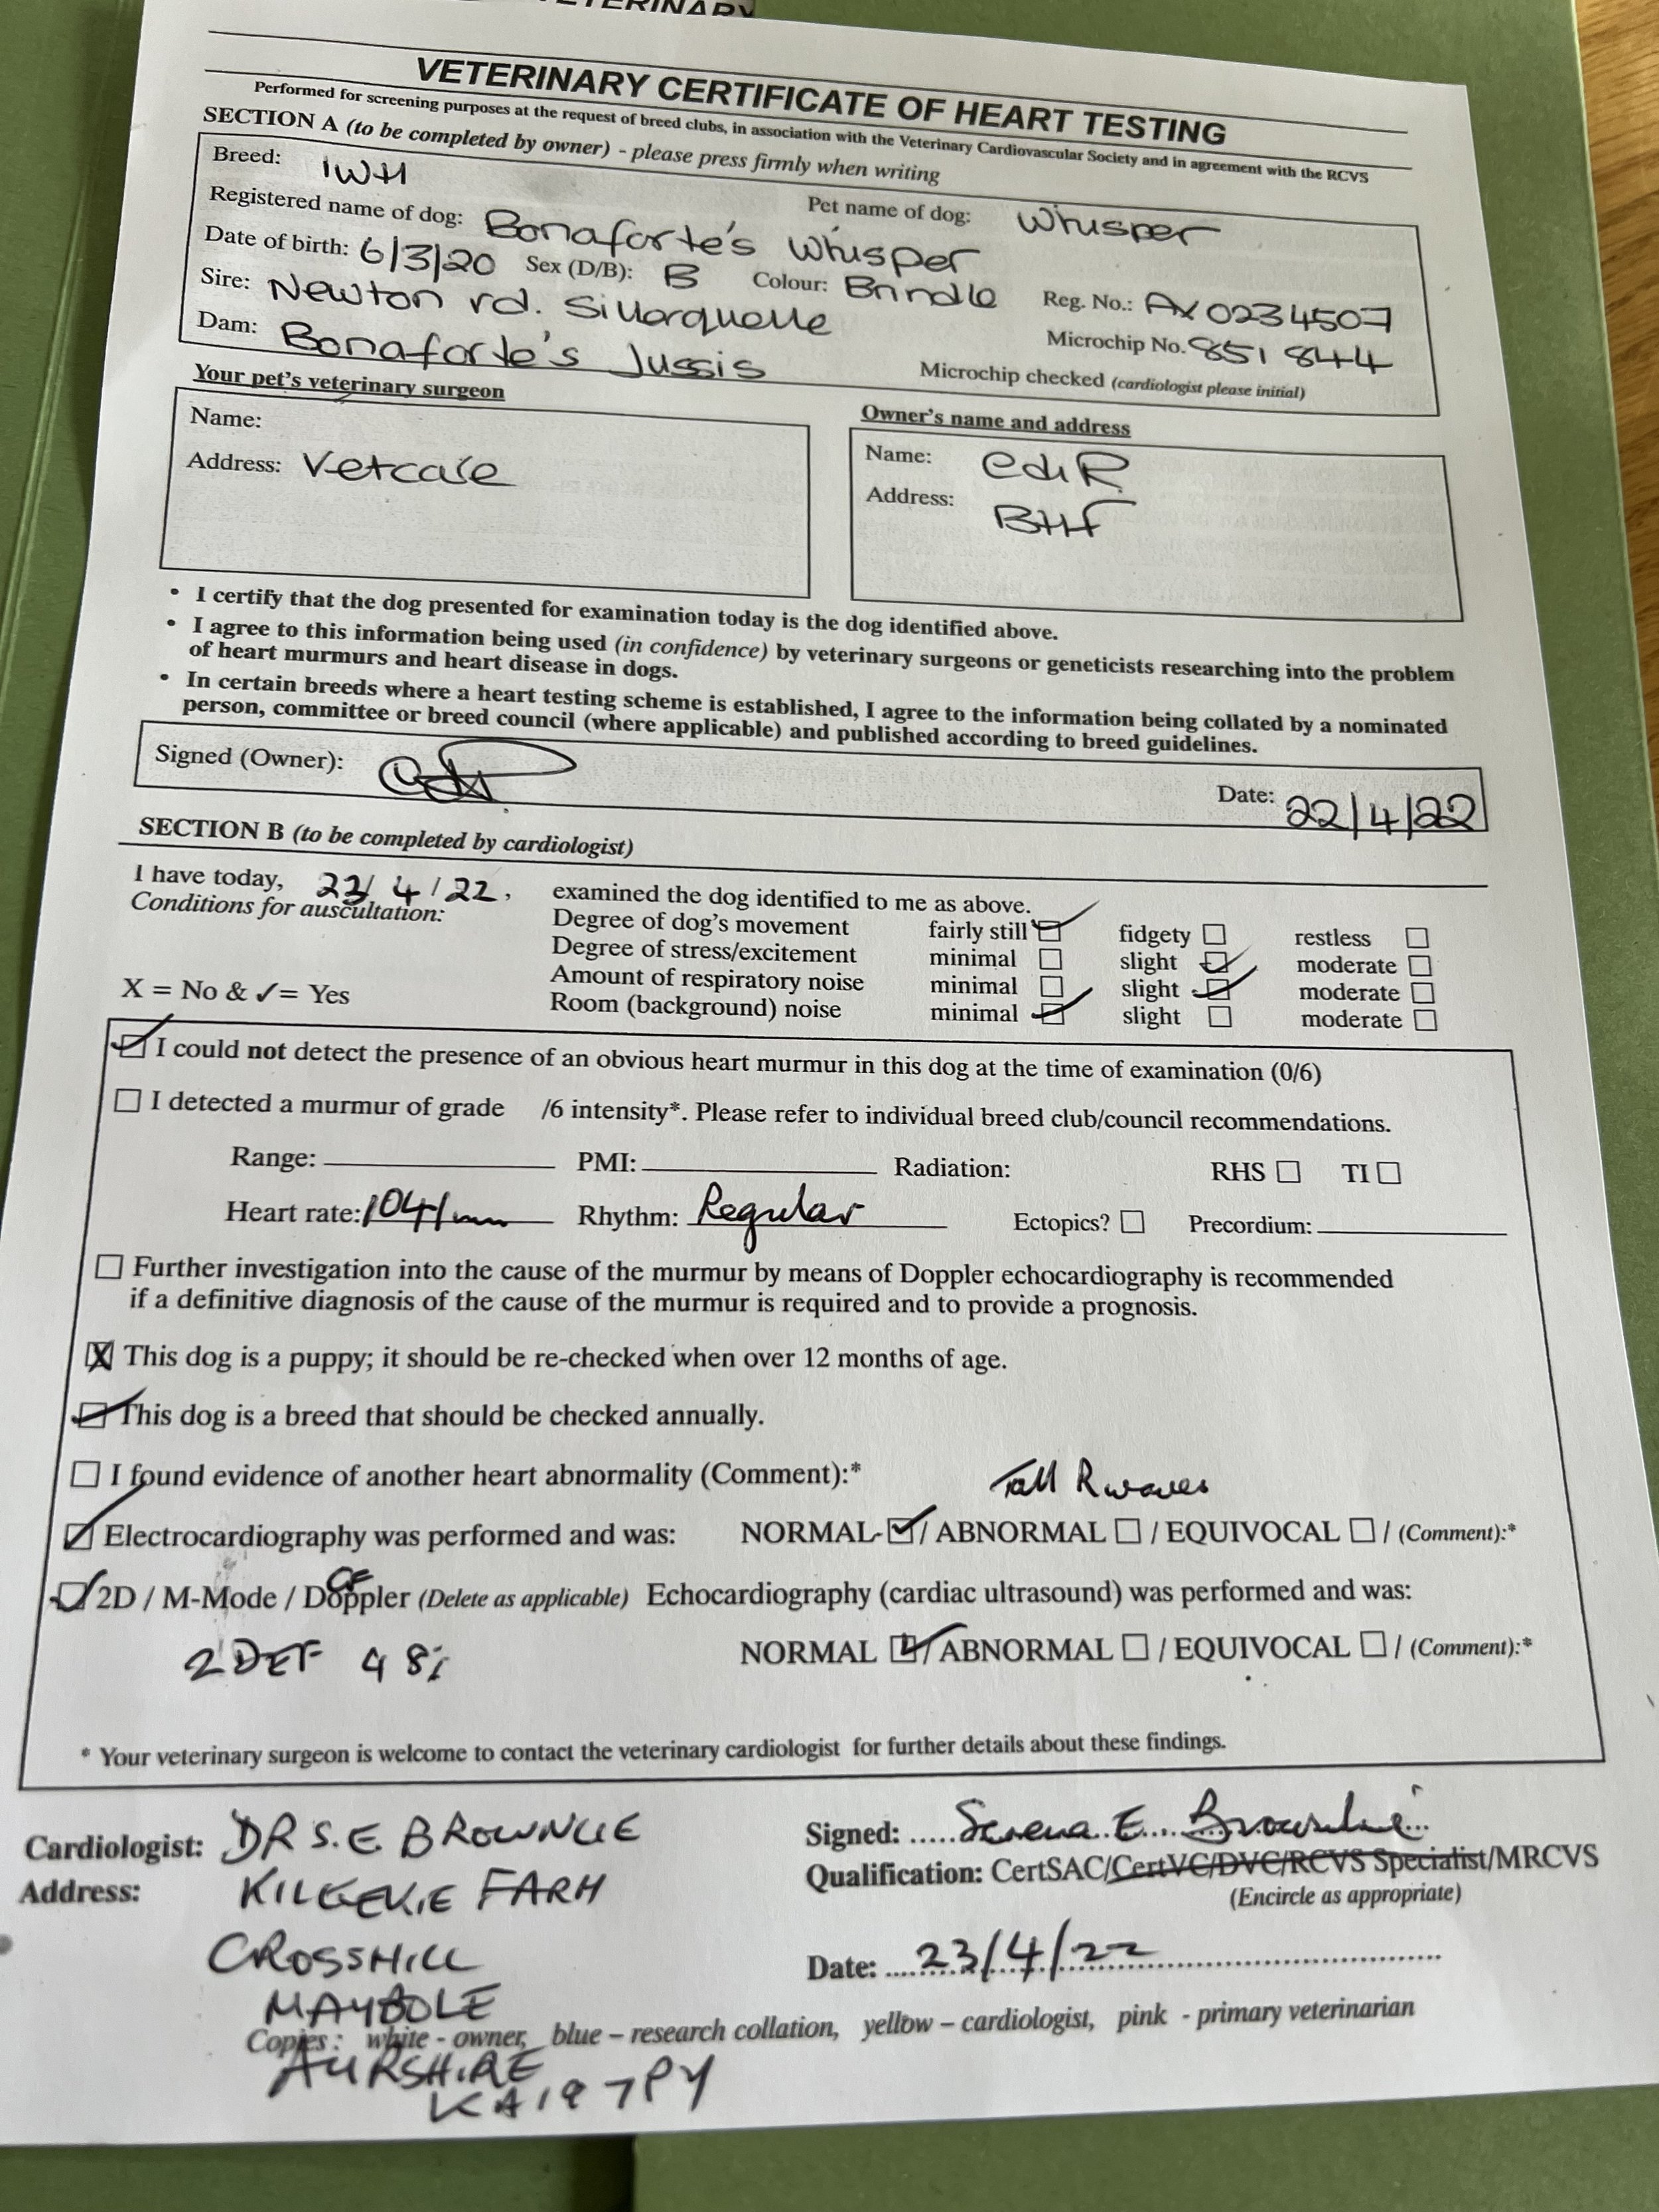 VETERINARY
VETERINARY CERTIFICATE OF HEART TESTING
Performed for screening purposes at the request of breed clubs, in association with the Veterinary Cardiovascular Society and in agreement with the RCVS
SECTION A (to be completed by owner) - please press firmly when writing
Breed: IWH Pet name of dog: Whisper
Registered name of dog: Bonaforte's Whisper
Date of birth: 6/3/20 Sex (D/B): B Colour: Brindle Reg. No.: AX0234507
Sire: Newton rd. Microchip No. 851 844
Dam: Bonaforte's Jussis Microchip checked (cardiologist please initial)
Your pet's veterinary surgeon Owner's name and address
Name: Name: edi R
Address: Vetcare Address: BHF
• I certify that the dog presented for examination today is the dog identified above.
• I agree to this information being used (in confidence) by veterinary surgeons or geneticists researching into the problem
of heart murmurs and heart disease in dogs.
• In certain breeds where a heart testing scheme is established, I agree to the information being collated by a nominated
person, committee or breed council (where applicable) and published according to breed guidelines.
Signed (Owner): Date: 22/4/22
SECTION B (to be completed by cardiologist)
I have today, 23/4/22, examined the dog identified to me as above.
Conditions for auscultation: Degree of dog's movement fairly still fidgety restless
Degree of stress/excitement minimal slight moderate
X = No & ✓= Yes Amount of respiratory noise minimal slight moderate
Room (background) noise minimal slight moderate
I could not detect the presence of an obvious heart murmur in this dog at the time of examination (0/6)
I detected a murmur of grade /6 intensity*. Please refer to individual breed club/council recommendations.
Range: PMI: Radiation: RHS TI
Heart rate: 104/min Rhythm: Regular Ectopics? Precordium:
Further investigation into the cause of the murmur by means of Doppler echocardiography is recommended
if a definitive diagnosis of the cause of the murmur is required and to provide a prognosis.
X This dog is a puppy; it should be re-checked when over 12 months of age.
This dog is a breed that should be checked annually.
I found evidence of another heart abnormality (Comment):* Tall R waves
Electrocardiography was performed and was: NORMAL / ABNORMAL / EQUIVOCAL / (Comment):*
CF
2D / M-Mode / Doppler (Delete as applicable) Echocardiography (cardiac ultrasound) was performed and was:
2DEF 48% NORMAL / ABNORMAL / EQUIVOCAL / (Comment):*
* Your veterinary surgeon is welcome to contact the veterinary cardiologist for further details about these findings.
Cardiologist: DR S. E BROWNLIE Signed: Serena E. Brownlie
Qualification: CertSAC/CertVC/DVC/RCVS Specialist/MRCVS
Address: KILGEKIE FARM (Encircle as appropriate)
CROSSHILL Date: 23/4/22
MAYBOLE
Copies: white - owner, blue – research collation, yellow – cardiologist, pink - primary veterinarian
AYRSHIRE
KA19 7PY